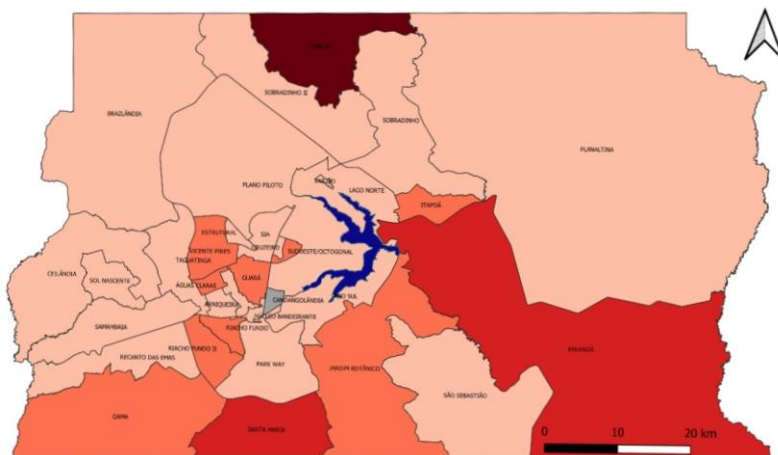 FERCAL
SOBRADINHO II
BRAZLÂNDIA
SOBRADINHO
PLANALTINA
VARJÃO
PLANO PILOTO
LAGO NORTE
ITAPOÃ
ESTRUTURAL
SIA
VICENTE PIRES
CRUZEIRO
SUDOESTE/OCTOGONAL
TAGUATINGA
CEILÂNDIA
SOL NASCENTE
GUARÁ
ÁGUAS CLARAS
ARNIQUEIRA
CANDANGOLÂNDIA
LAGO SUL
NÚCLEO BANDEIRANTE
SAMAMBAIA
RIACHO FUNDO
RIACHO FUNDO II
RECANTO DAS EMAS
PARK WAY
JARDIM BOTÂNICO
PARANOÁ
SÃO SEBASTIÃO
GAMA
SANTA MARIA
0 10 20 km